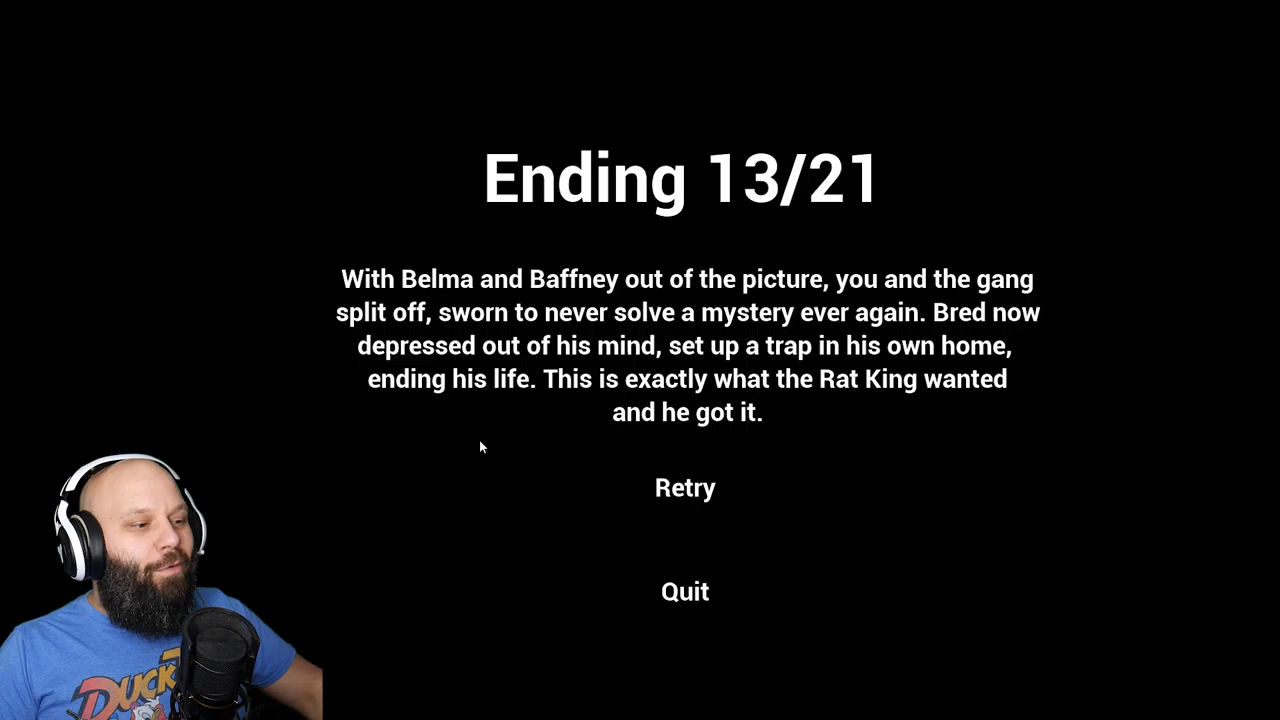 Ending 13/21
With Belma and Baffney out of the picture, you and the gang
split off, sworn to never solve a mystery ever again. Bred now
depressed out of his mind, set up a trap in his own home,
ending his life. This is exactly what the Rat King wanted
and he got it.
Retry
Quit
DUCK